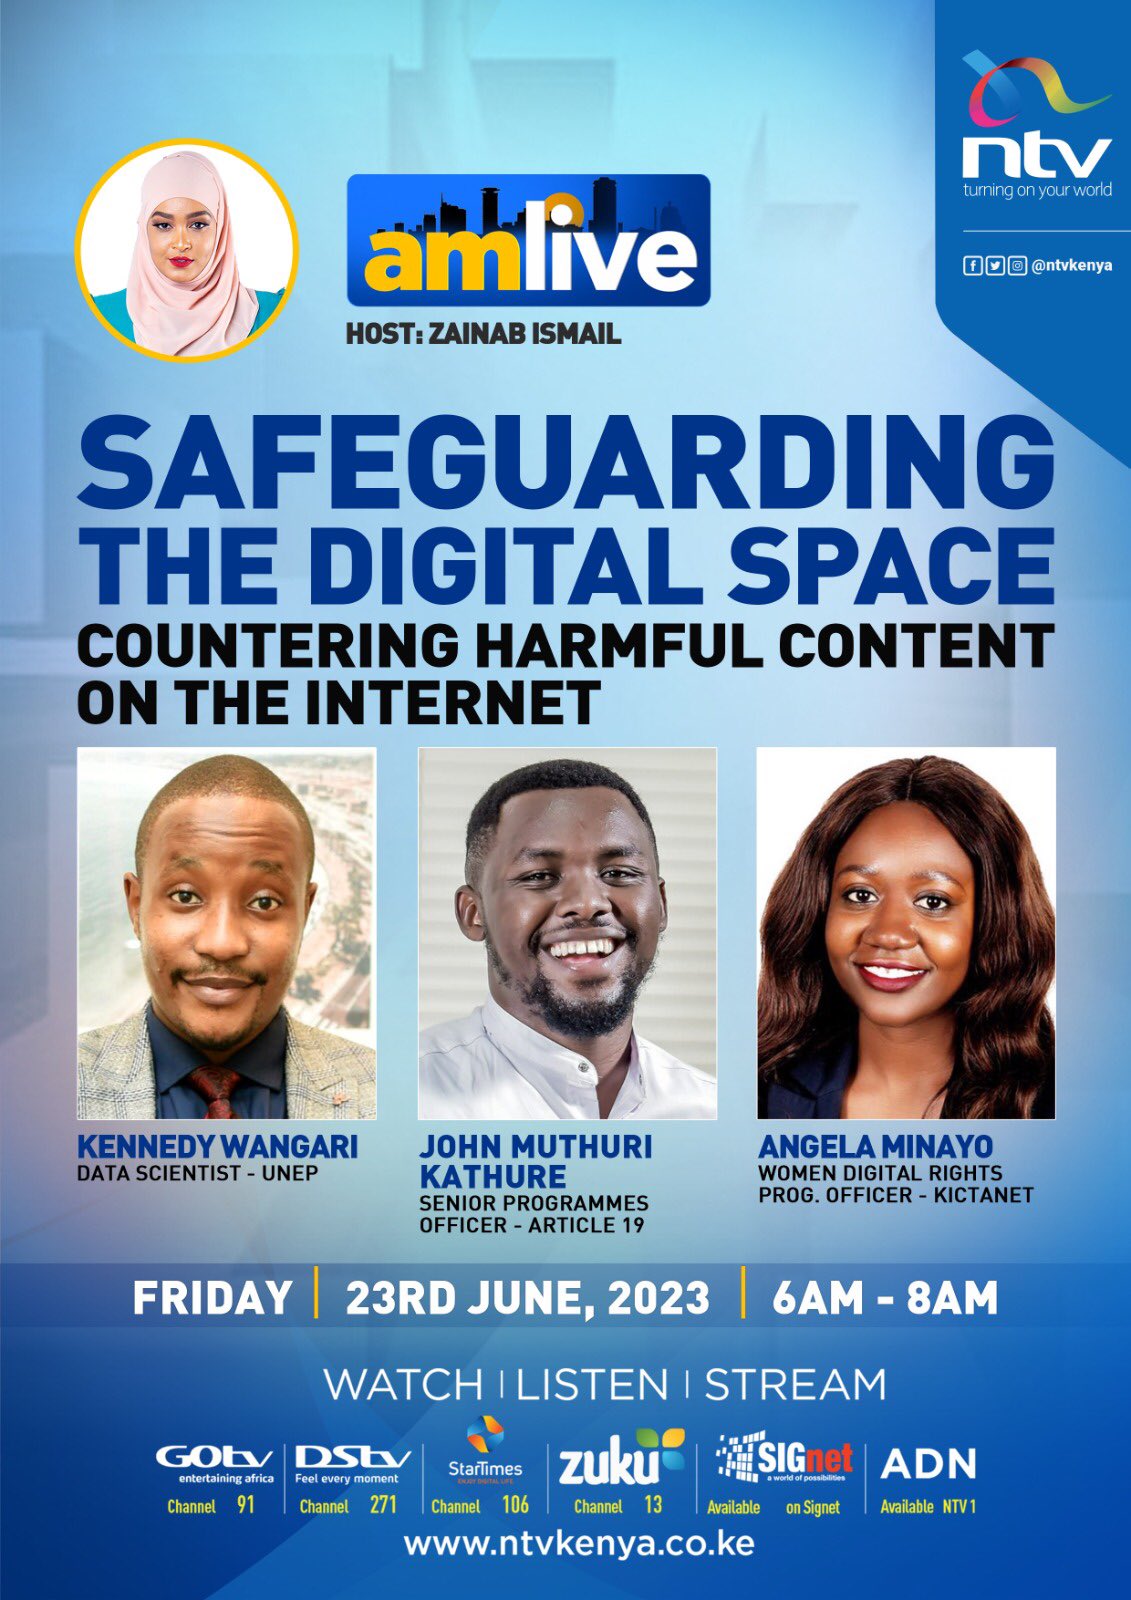 ntv
turning on your world
@ntvkenya
amlive
HOST: ZAINAB ISMAIL
SAFEGUARDING
THE DIGITAL SPACE
COUNTERING HARMFUL CONTENT
ON THE INTERNET
KENNEDY WANGARI
DATA SCIENTIST - UNEP
JOHN MUTHURI
KATHURE
SENIOR PROGRAMMES
OFFICER - ARTICLE 19
ANGELA MINAYO
WOMEN DIGITAL RIGHTS
PROG. OFFICER - KICTANET
FRIDAY | 23RD JUNE, 2023 | 6AM - 8AM
WATCH | LISTEN | STREAM
GOtv
entertaining africa
Channel 91
DStv
Feel every moment
Channel 271
StarTimes
ENJOY DIGITAL LIFE
Channel 106
zuku
Channel 13
SIGnet
a world of possibilities
Available on Signet
ADN
Available NTV 1
www.ntvkenya.co.ke